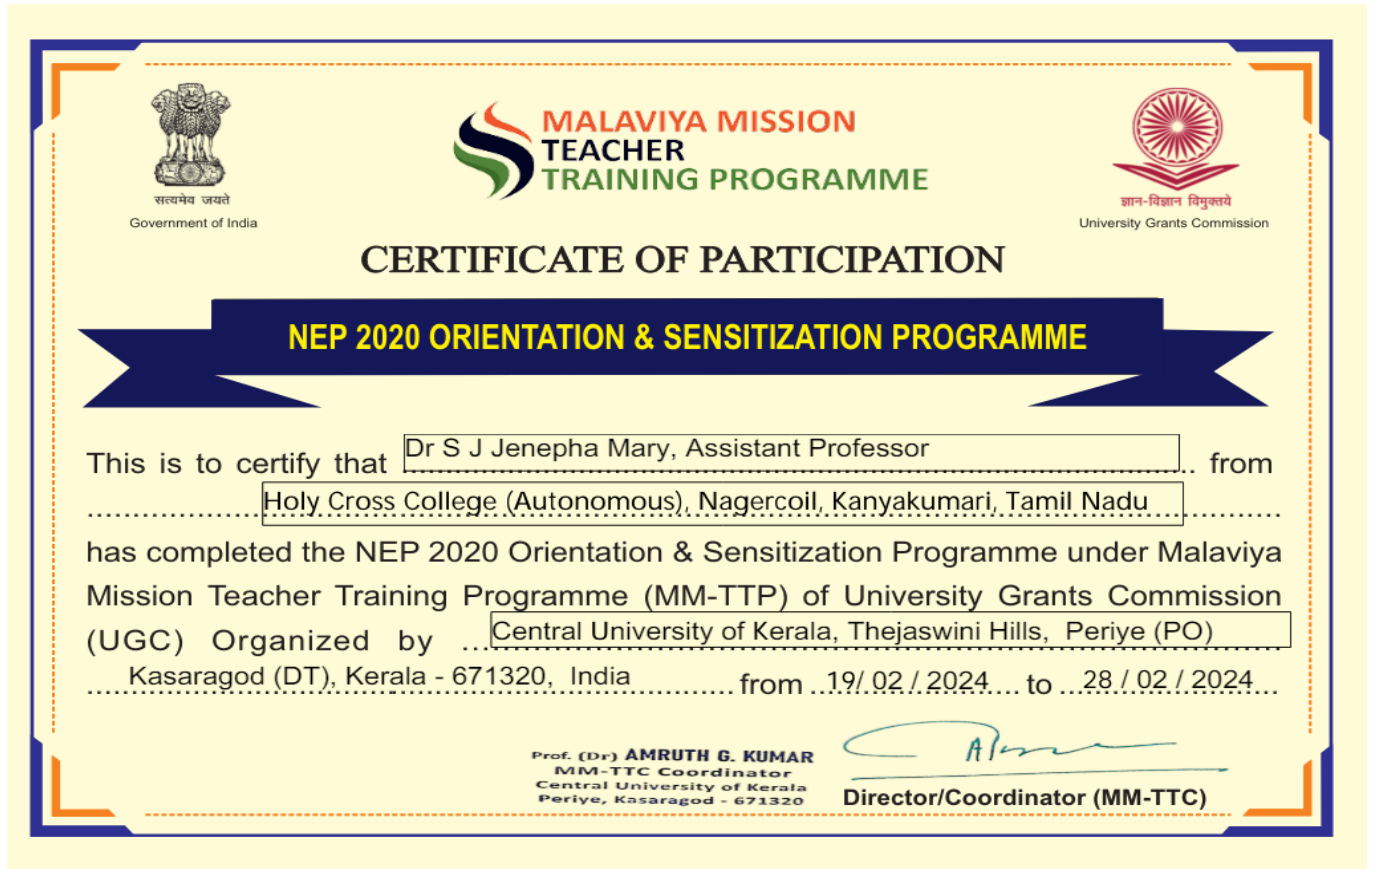 MALAVIYA MISSION
TEACHER
TRAINING PROGRAMME
सत्यमेव जयते
Government of India
ज्ञान-विज्ञान विमुक्तये
University Grants Commission
CERTIFICATE OF PARTICIPATION
NEP 2020 ORIENTATION & SENSITIZATION PROGRAMME
This is to certify that Dr S J Jenepha Mary, Assistant Professor from
Holy Cross College (Autonomous), Nagercoil, Kanyakumari, Tamil Nadu
has completed the NEP 2020 Orientation & Sensitization Programme under Malaviya
Mission Teacher Training Programme (MM-TTP) of University Grants Commission
(UGC) Organized by Central University of Kerala, Thejaswini Hills, Periye (PO)
Kasaragod (DT), Kerala - 671320, India from 19/ 02 / 2024 to 28 / 02 / 2024
Prof. (Dr) AMRUTH G. KUMAR
MM-TTC Coordinator
Central University of Kerala
Periye, Kasaragod - 671320
Director/Coordinator (MM-TTC)